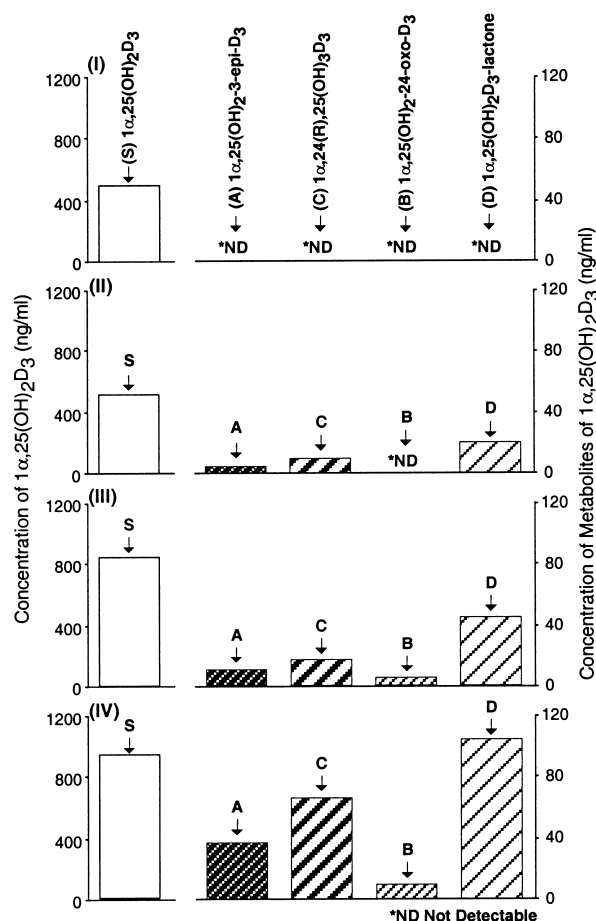 (I)
(S) 1α,25(OH)2D3
(A) 1α,25(OH)2-3-epi-D3
(C) 1α,24(R),25(OH)3D3
(B) 1α,25(OH)2-24-oxo-D3
(D) 1α,25(OH)2D3-lactone
1200
800
400
0
120
80
40
0
*ND
*ND
*ND
*ND
(II)
1200
800
400
0
120
80
40
0
S
A
C
B
*ND
D
(III)
1200
800
400
0
120
80
40
0
S
A
C
B
D
(IV)
1200
800
400
0
120
80
40
0
S
A
C
B
D
Concentration of 1α,25(OH)2D3 (ng/ml)
Concentration of Metabolites of 1α,25(OH)2D3 (ng/ml)
*ND Not Detectable